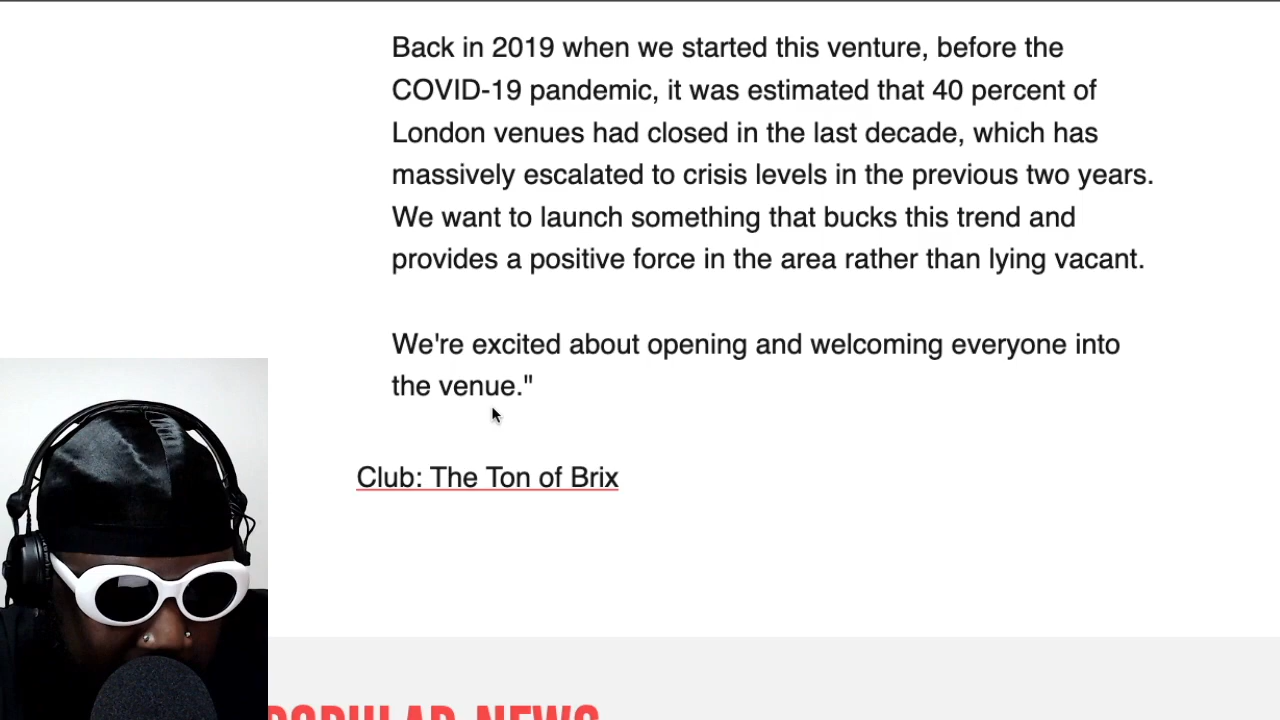 Back in 2019 when we started this venture, before the
COVID-19 pandemic, it was estimated that 40 percent of
London venues had closed in the last decade, which has
massively escalated to crisis levels in the previous two years.
We want to launch something that bucks this trend and
provides a positive force in the area rather than lying vacant.
We're excited about opening and welcoming everyone into
the venue."
Club: The Ton of Brix
POPULAR NEWS